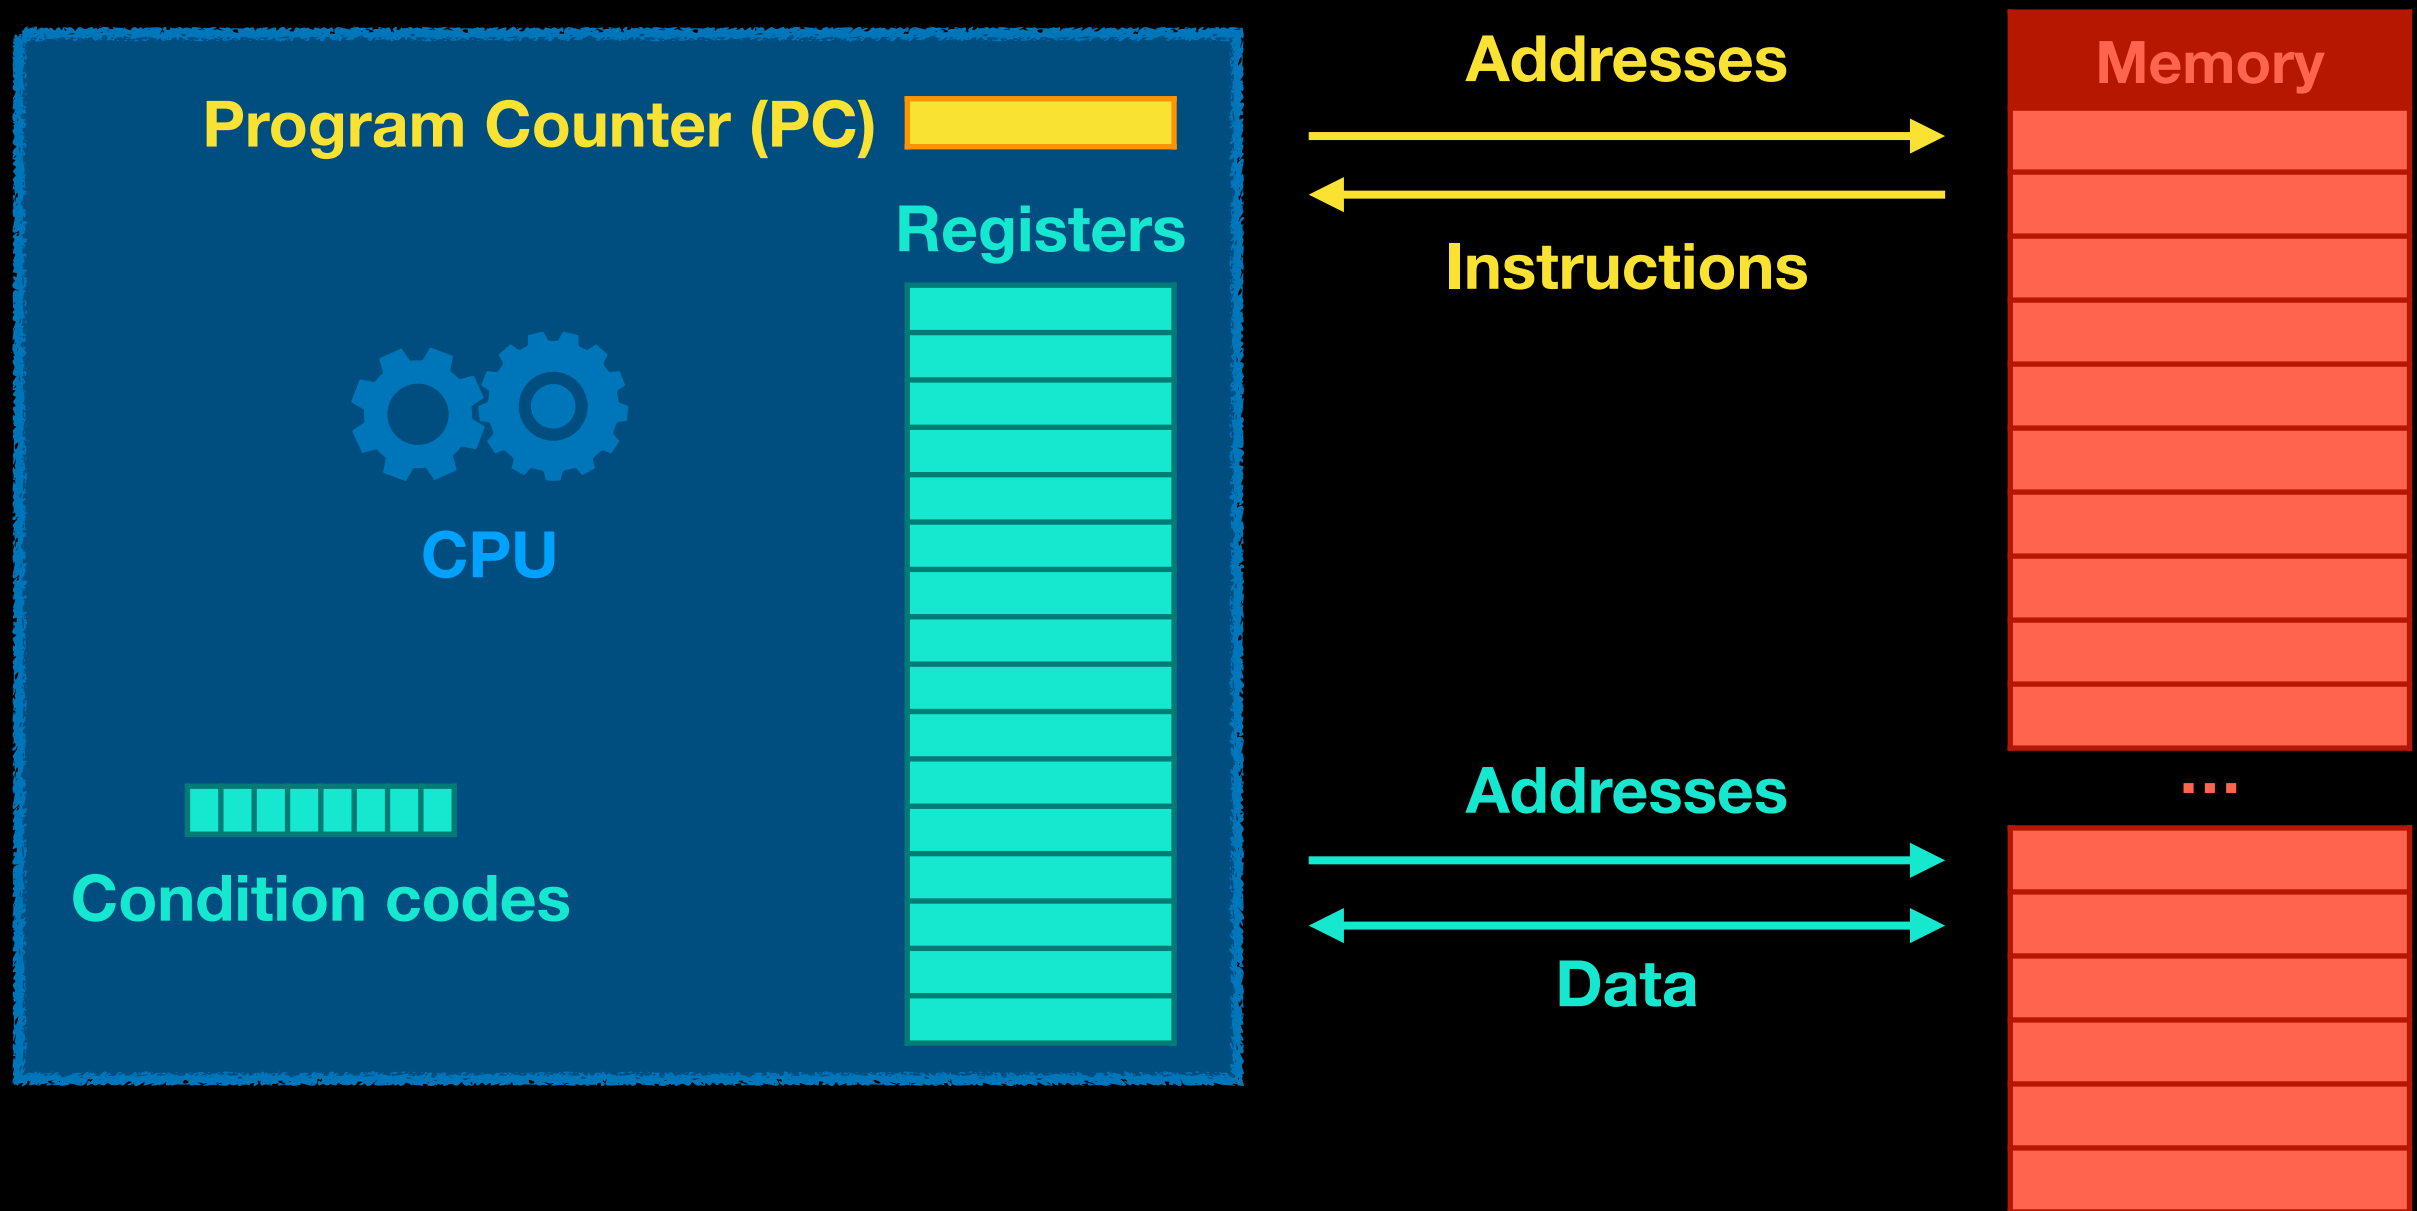 Addresses
Memory
Program Counter (PC)
Registers
Instructions
CPU
Addresses
...
Condition codes
Data